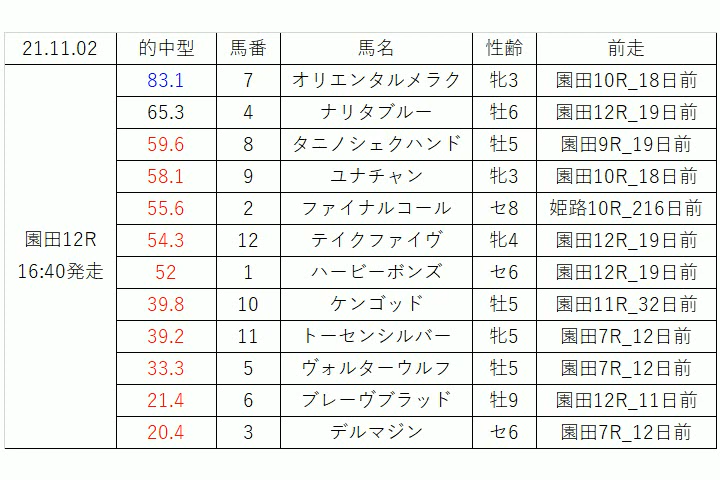 21.11.02 的中型 馬番 馬名 性齢 前走
園田12R
16:40発走
83.1 7 オリエンタルメラク 牝3 園田10R_18日前
65.3 4 ナリタブルー 牡6 園田12R_19日前
59.6 8 タニノシェクハンド 牡5 園田9R_19日前
58.1 9 ユナチャン 牝3 園田10R_18日前
55.6 2 ファイナルコール セ8 姫路10R_216日前
54.3 12 テイクファイヴ 牝4 園田12R_19日前
52 1 ハービーボンズ セ6 園田12R_19日前
39.8 10 ケンゴッド 牡5 園田11R_32日前
39.2 11 トーセンシルバー 牝5 園田7R_12日前
33.3 5 ヴォルターウルフ 牡5 園田7R_12日前
21.4 6 ブレーヴブラッド 牡9 園田12R_11日前
20.4 3 デルマジン セ6 園田7R_12日前